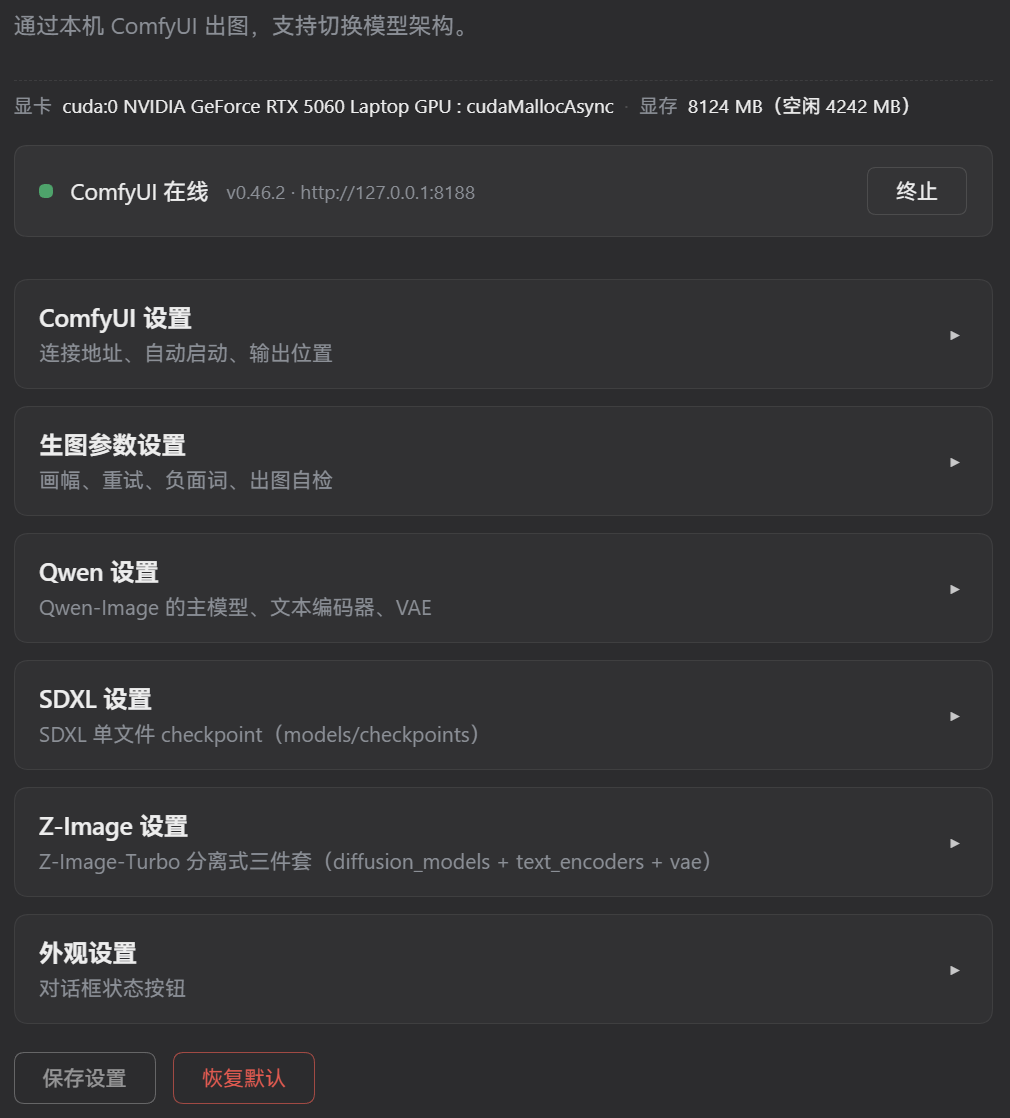 通过本机 ComfyUI 出图，支持切换模型架构。
显卡 cuda:0 NVIDIA GeForce RTX 5060 Laptop GPU : cudaMallocAsync · 显存 8124 MB（空闲 4242 MB）
ComfyUI 在线 v0.46.2 · http://127.0.0.1:8188 终止
ComfyUI 设置
连接地址、自动启动、输出位置
生图参数设置
画幅、重试、负面词、出图自检
Qwen 设置
Qwen-Image 的主模型、文本编码器、VAE
SDXL 设置
SDXL 单文件 checkpoint（models/checkpoints）
Z-Image 设置
Z-Image-Turbo 分离式三件套（diffusion_models + text_encoders + vae）
外观设置
对话框状态按钮
保存设置 恢复默认